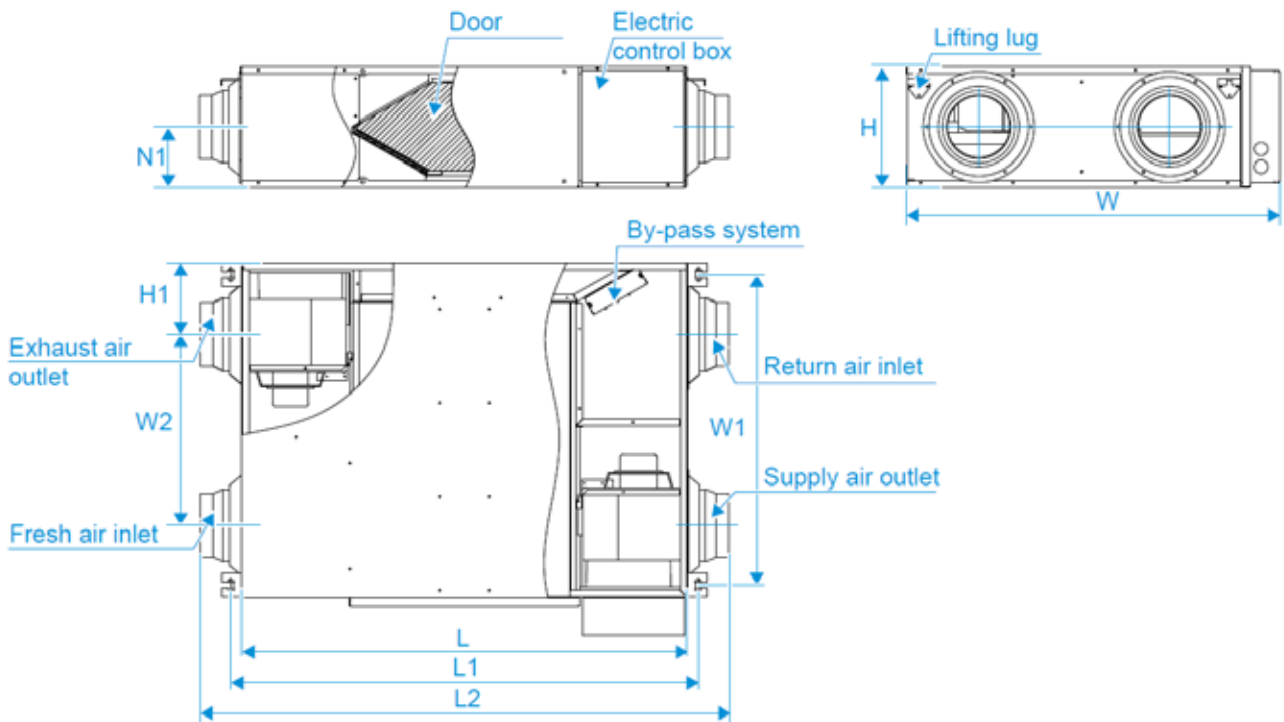 Door
Electric
control box
Lifting lug
N1
H
W
By-pass system
H1
Exhaust air
outlet
Return air inlet
W2
W1
Supply air outlet
Fresh air inlet
L
L1
L2